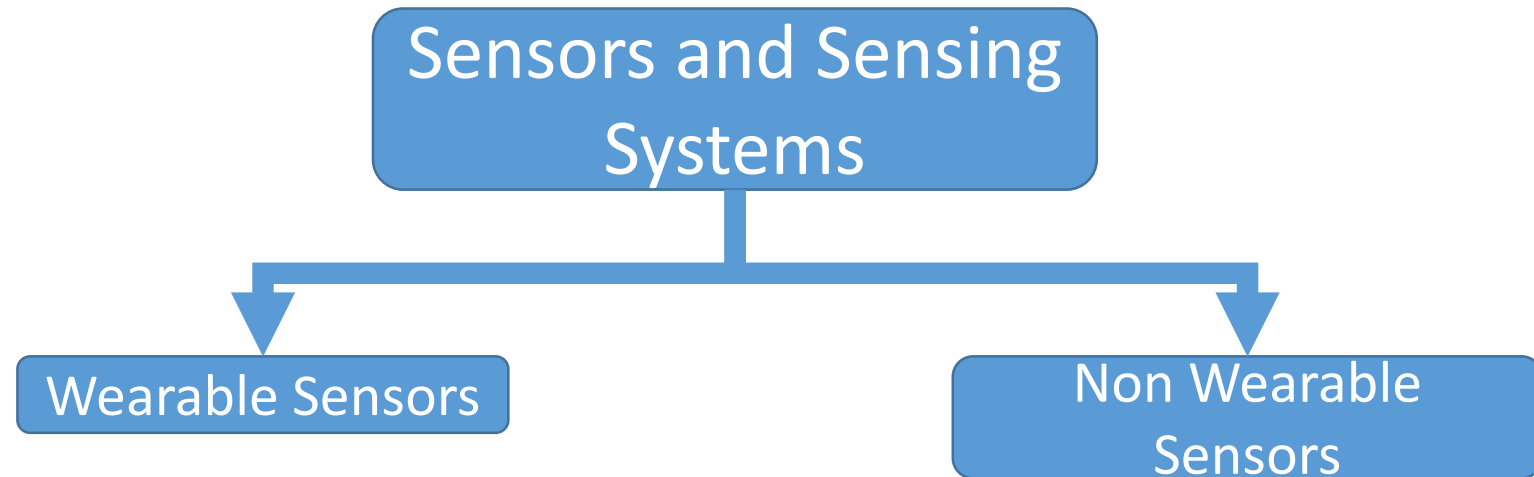 Sensors and Sensing
Systems
Wearable Sensors
Non Wearable
Sensors